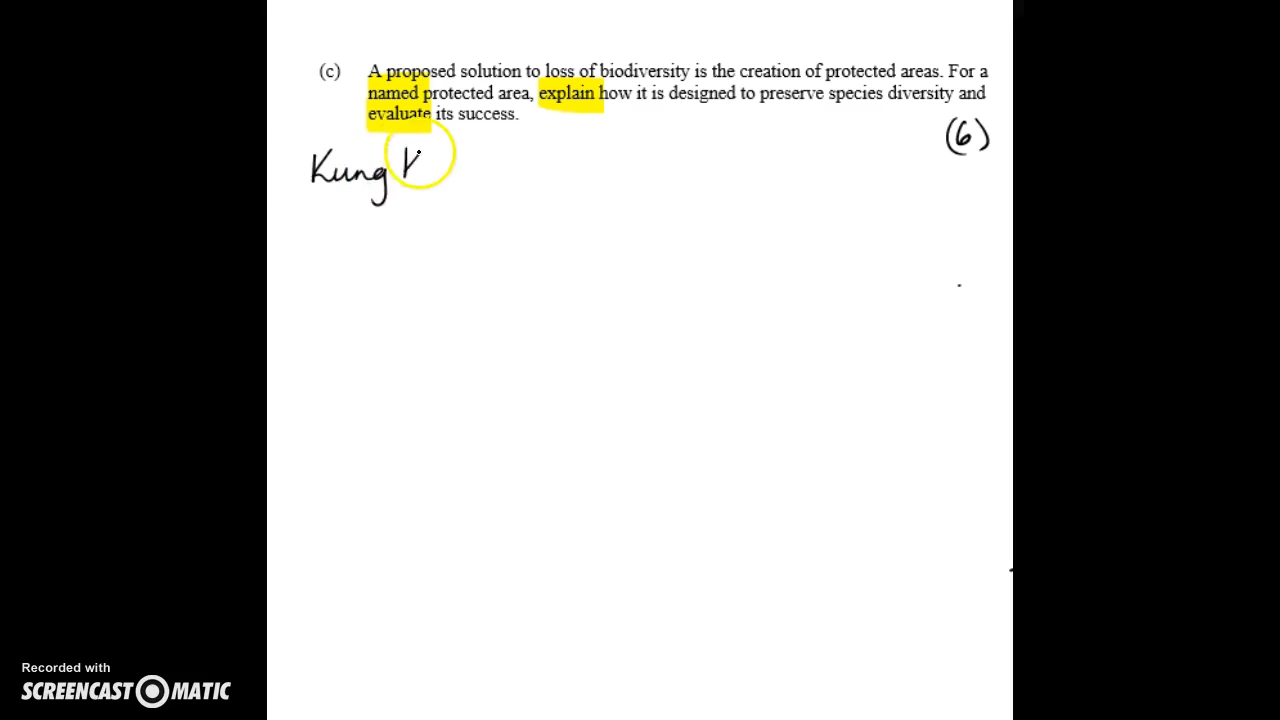 (c) A proposed solution to loss of biodiversity is the creation of protected areas. For a
named protected area, explain how it is designed to preserve species diversity and
evaluate its success.
(6)
Kung K
Recorded with
SCREENCAST MATIC